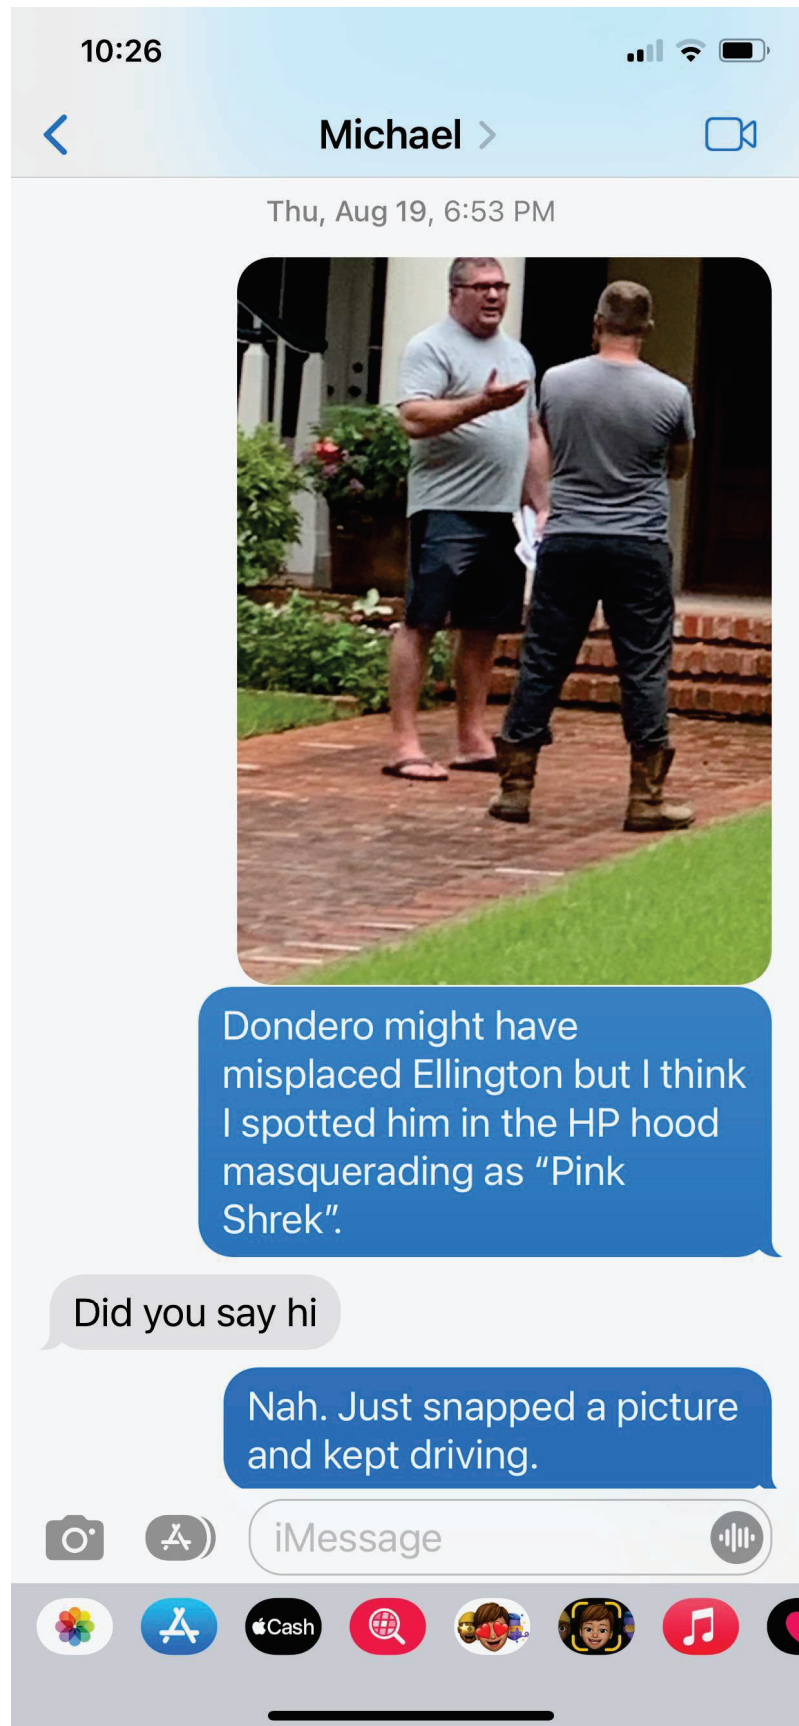 10:26
Michael
Thu, Aug 19, 6:53 PM
Dondero might have
misplaced Ellington but I think
I spotted him in the HP hood
masquerading as “Pink
Shrek”.
Did you say hi
Nah. Just snapped a picture
and kept driving.
iMessage
Cash